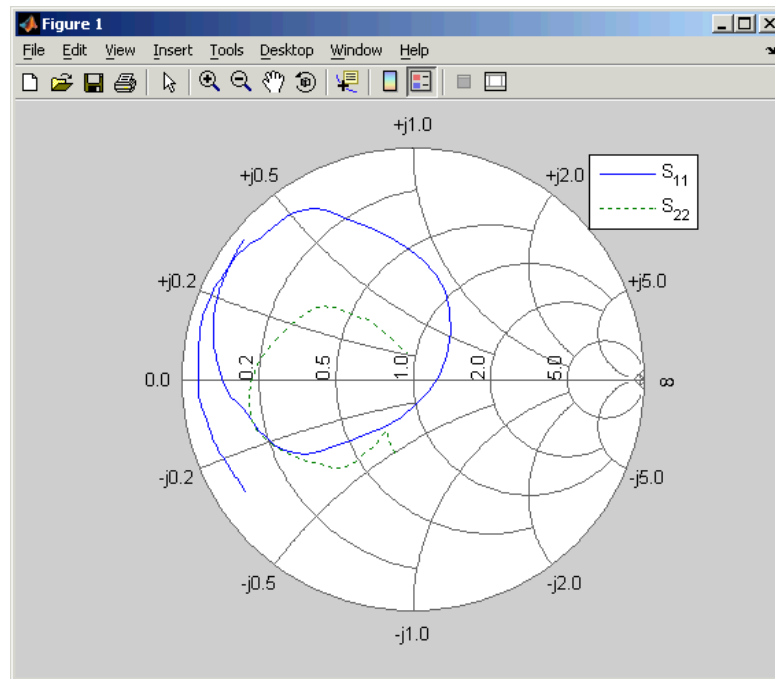 Figure 1
File Edit View Insert Tools Desktop Window Help
+j1.0
+j0.5
+j2.0
S11
S22
+j0.2
+j5.0
0.0
0.2
0.5
1.0
2.0
5.0
∞
-j0.2
-j5.0
-j0.5
-j2.0
-j1.0